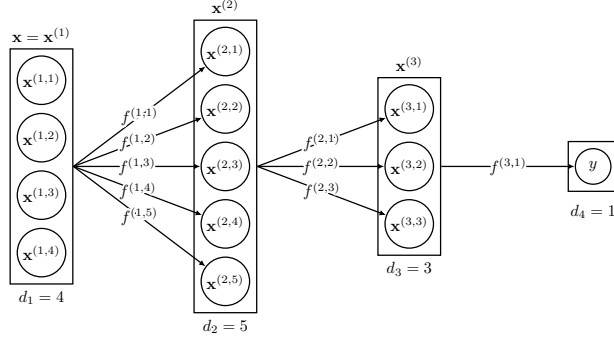 x = x^(1)
x^(1,1)
x^(1,2)
x^(1,3)
x^(1,4)
d_1 = 4
f^(1,1)
f^(1,2)
f^(1,3)
f^(1,4)
f^(1,5)
x^(2)
x^(2,1)
x^(2,2)
x^(2,3)
x^(2,4)
x^(2,5)
d_2 = 5
f^(2,1)
f^(2,2)
f^(2,3)
x^(3)
x^(3,1)
x^(3,2)
x^(3,3)
d_3 = 3
f^(3,1)
y
d_4 = 1